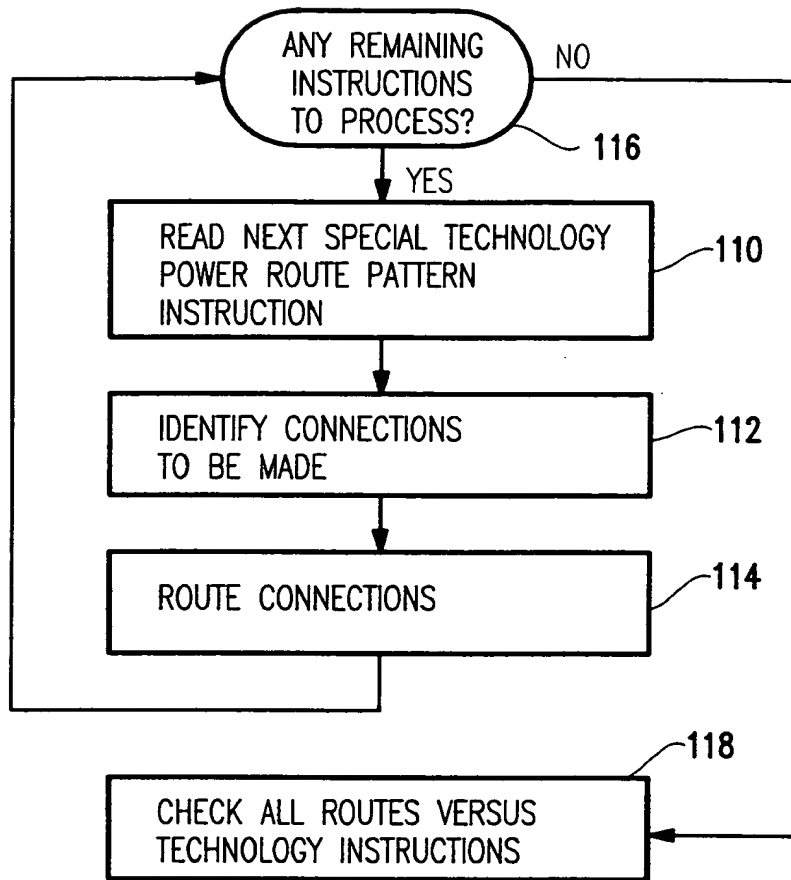 ANY REMAINING
INSTRUCTIONS
TO PROCESS?
NO
116
YES
READ NEXT SPECIAL TECHNOLOGY
POWER ROUTE PATTERN
INSTRUCTION
110
IDENTIFY CONNECTIONS
TO BE MADE
112
ROUTE CONNECTIONS
114
118
CHECK ALL ROUTES VERSUS
TECHNOLOGY INSTRUCTIONS